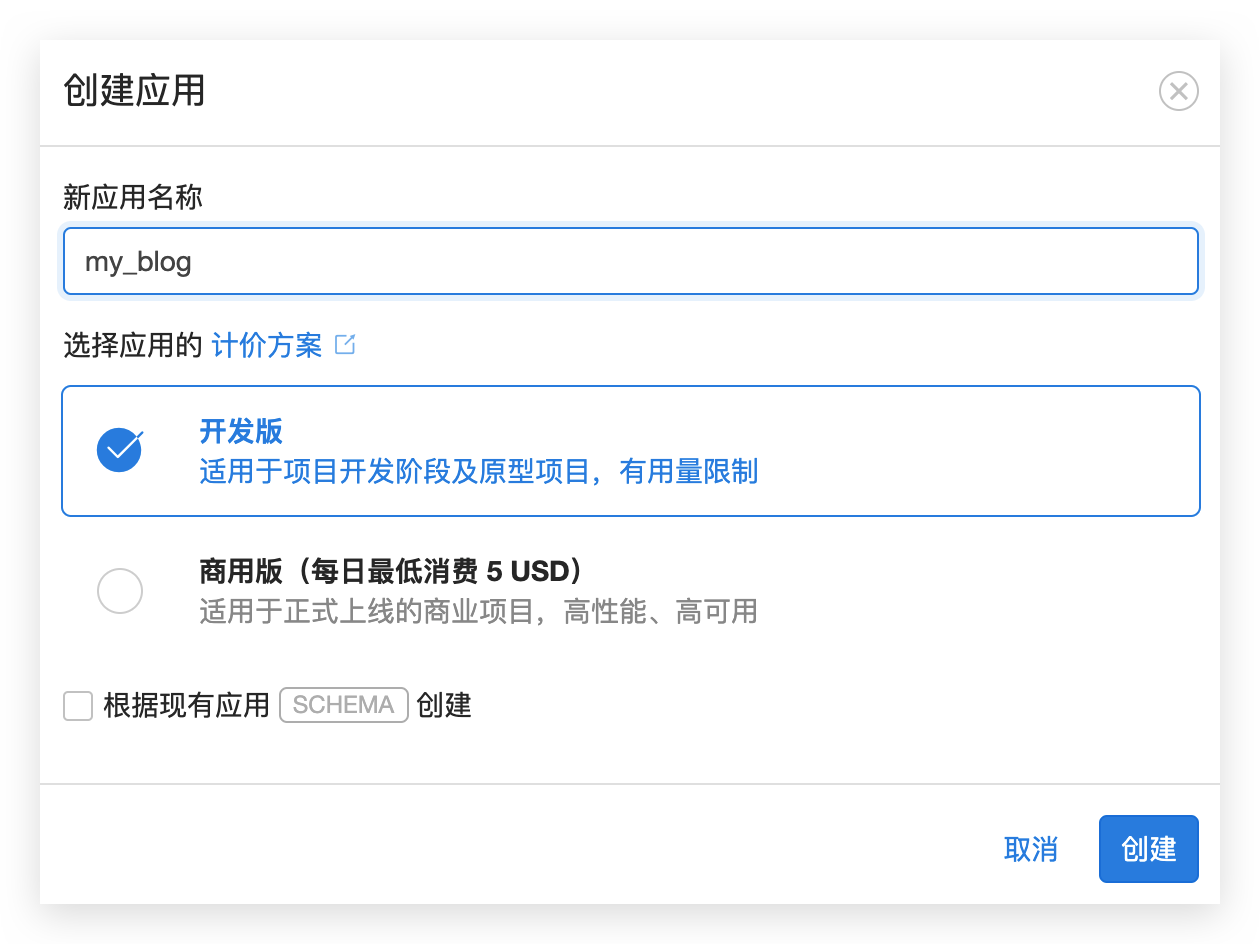 创建应用
新应用名称
my_blog
选择应用的 计价方案
开发版
适用于项目开发阶段及原型项目，有用量限制
商用版（每日最低消费 5 USD）
适用于正式上线的商业项目，高性能、高可用
根据现有应用 SCHEMA 创建
取消 创建